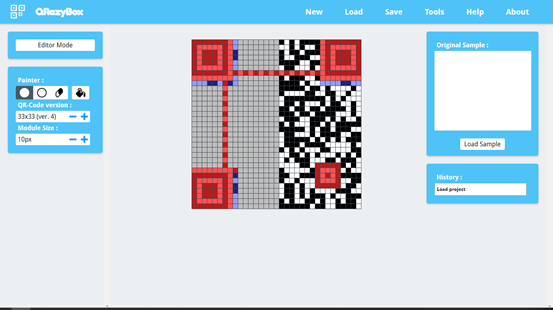 QRazyBox
New Load Save Tools Help About
Editor Mode
Painter :
QR-Code version :
33x33 (ver. 4)
Module Size :
10px
Original Sample :
Load Sample
History :
Load project